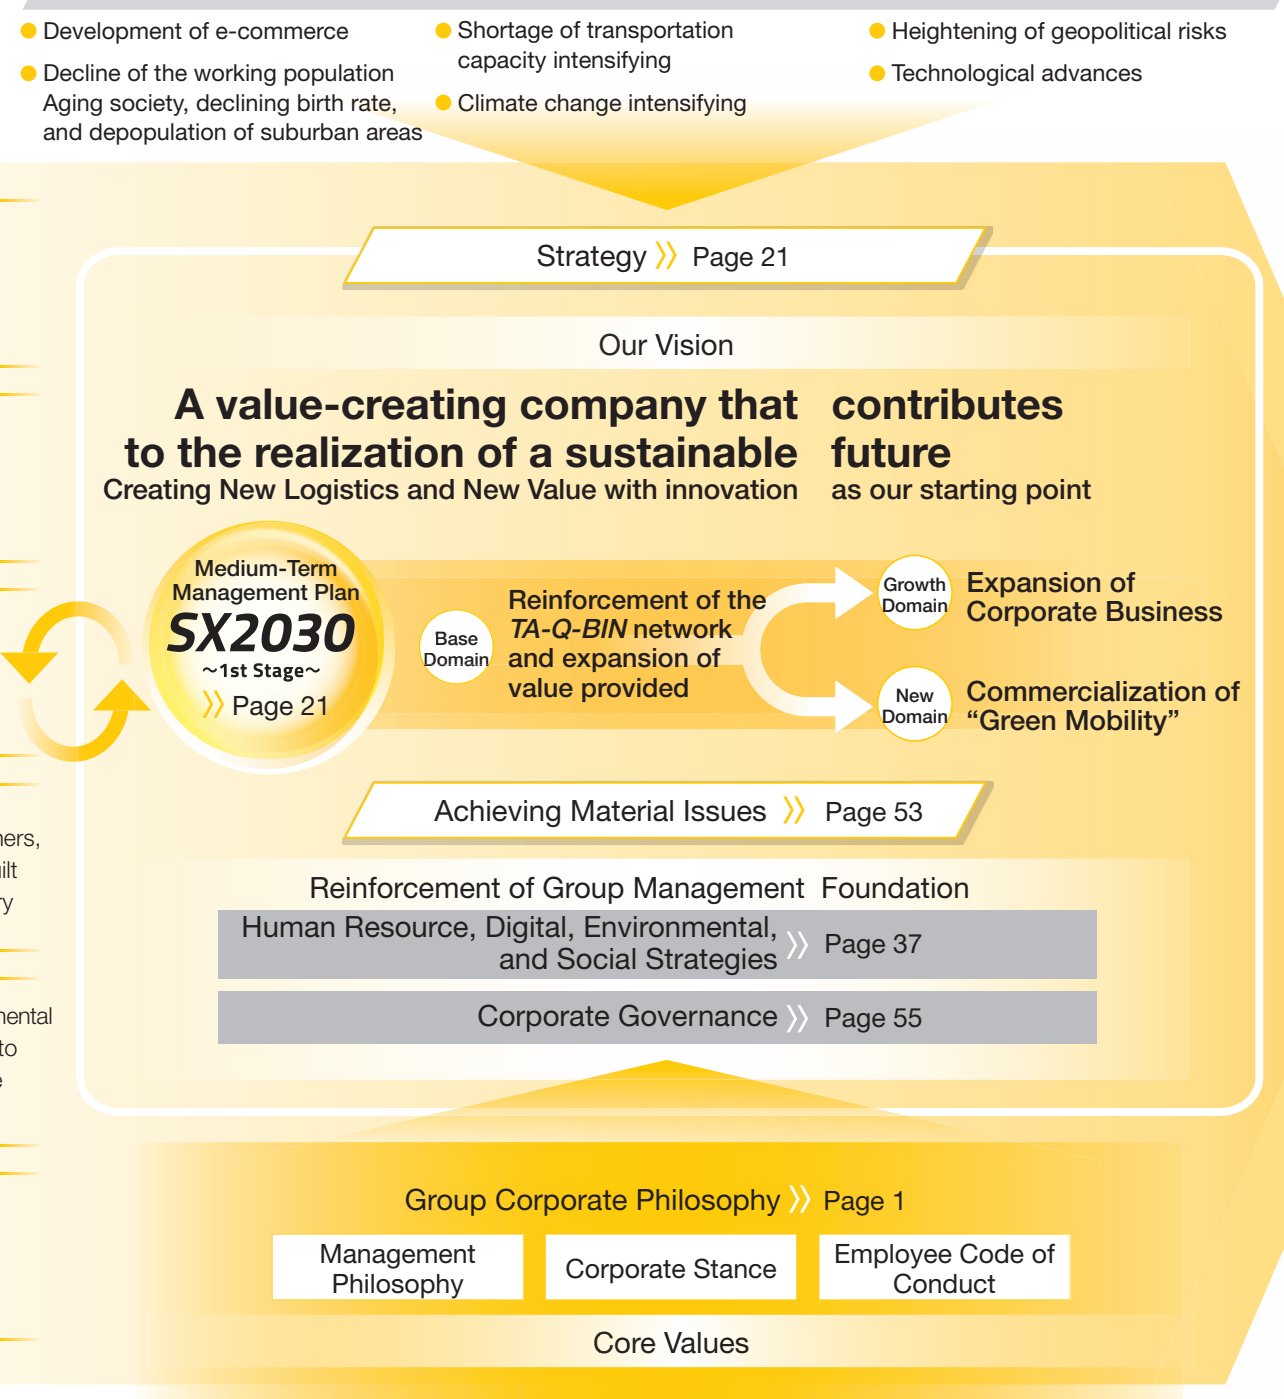 Development of e-commerce
Decline of the working population
Aging society, declining birth rate,
and depopulation of suburban areas
Shortage of transportation
capacity intensifying
Climate change intensifying
Heightening of geopolitical risks
Technological advances
Strategy Page 21
Our Vision
A value-creating company that contributes
to the realization of a sustainable future
Creating New Logistics and New Value with innovation as our starting point
Medium-Term
Management Plan
SX2030
~1st Stage~
Page 21
Base
Domain
Reinforcement of the
TA-Q-BIN network
and expansion of
value provided
Growth
Domain
Expansion of
Corporate Business
New
Domain
Commercialization of
“Green Mobility”
Achieving Material Issues Page 53
Reinforcement of Group Management Foundation
Human Resource, Digital, Environmental,
and Social Strategies
Page 37
Corporate Governance Page 55
to
Group Corporate Philosophy Page 1
Management
Philosophy
Corporate Stance
Employee Code of
Conduct
Core Values